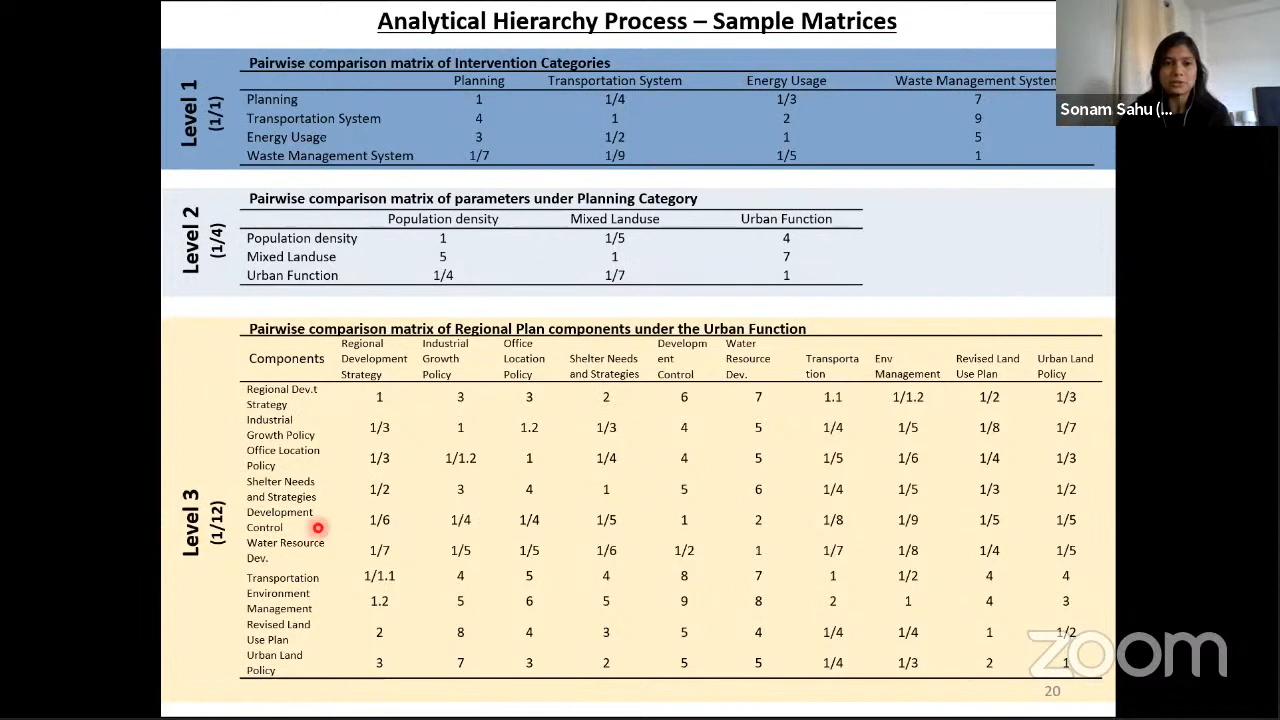 Analytical Hierarchy Process – Sample Matrices
Level 1
(1/1)
Pairwise comparison matrix of Intervention Categories
Planning Transportation System Energy Usage Waste Management System
Planning 1 1/4 1/3 7
Transportation System 4 1 2 9
Energy Usage 3 1/2 1 5
Waste Management System 1/7 1/9 1/5 1
Sonam Sahu (...
Level 2
(1/4)
Pairwise comparison matrix of parameters under Planning Category
Population density Mixed Landuse Urban Function
Population density 1 1/5 4
Mixed Landuse 5 1 7
Urban Function 1/4 1/7 1
Level 3
(1/12)
Pairwise comparison matrix of Regional Plan components under the Urban Function
Components
Regional
Development
Strategy
Industrial
Growth
Policy
Office
Location
Policy
Shelter Needs
and Strategies
Developm
ent
Control
Water
Resource
Dev.
Transporta
tion
Env
Management
Revised Land
Use Plan
Urban Land
Policy
Regional Dev.t
Strategy
1 3 3 2 6 7 1.1 1/1.2 1/2 1/3
Industrial
Growth Policy
1/3 1 1.2 1/3 4 5 1/4 1/5 1/8 1/7
Office Location
Policy
1/3 1/1.2 1 1/4 4 5 1/5 1/6 1/4 1/3
Shelter Needs
and Strategies
1/2 3 4 1 5 6 1/4 1/5 1/3 1/2
Development
Control
1/6 1/4 1/4 1/5 1 2 1/8 1/9 1/5 1/5
Water Resource
Dev.
1/7 1/5 1/5 1/6 1/2 1 1/7 1/8 1/4 1/5
Transportation 1/1.1 4 5 4 8 7 1 1/2 4 4
Environment
Management
1.2 5 6 5 9 8 2 1 4 3
Revised Land
Use Plan
2 8 4 3 5 4 1/4 1/4 1 1/2
Urban Land
Policy
3 7 3 2 5 5 1/4 1/3 2 1
zoom
20